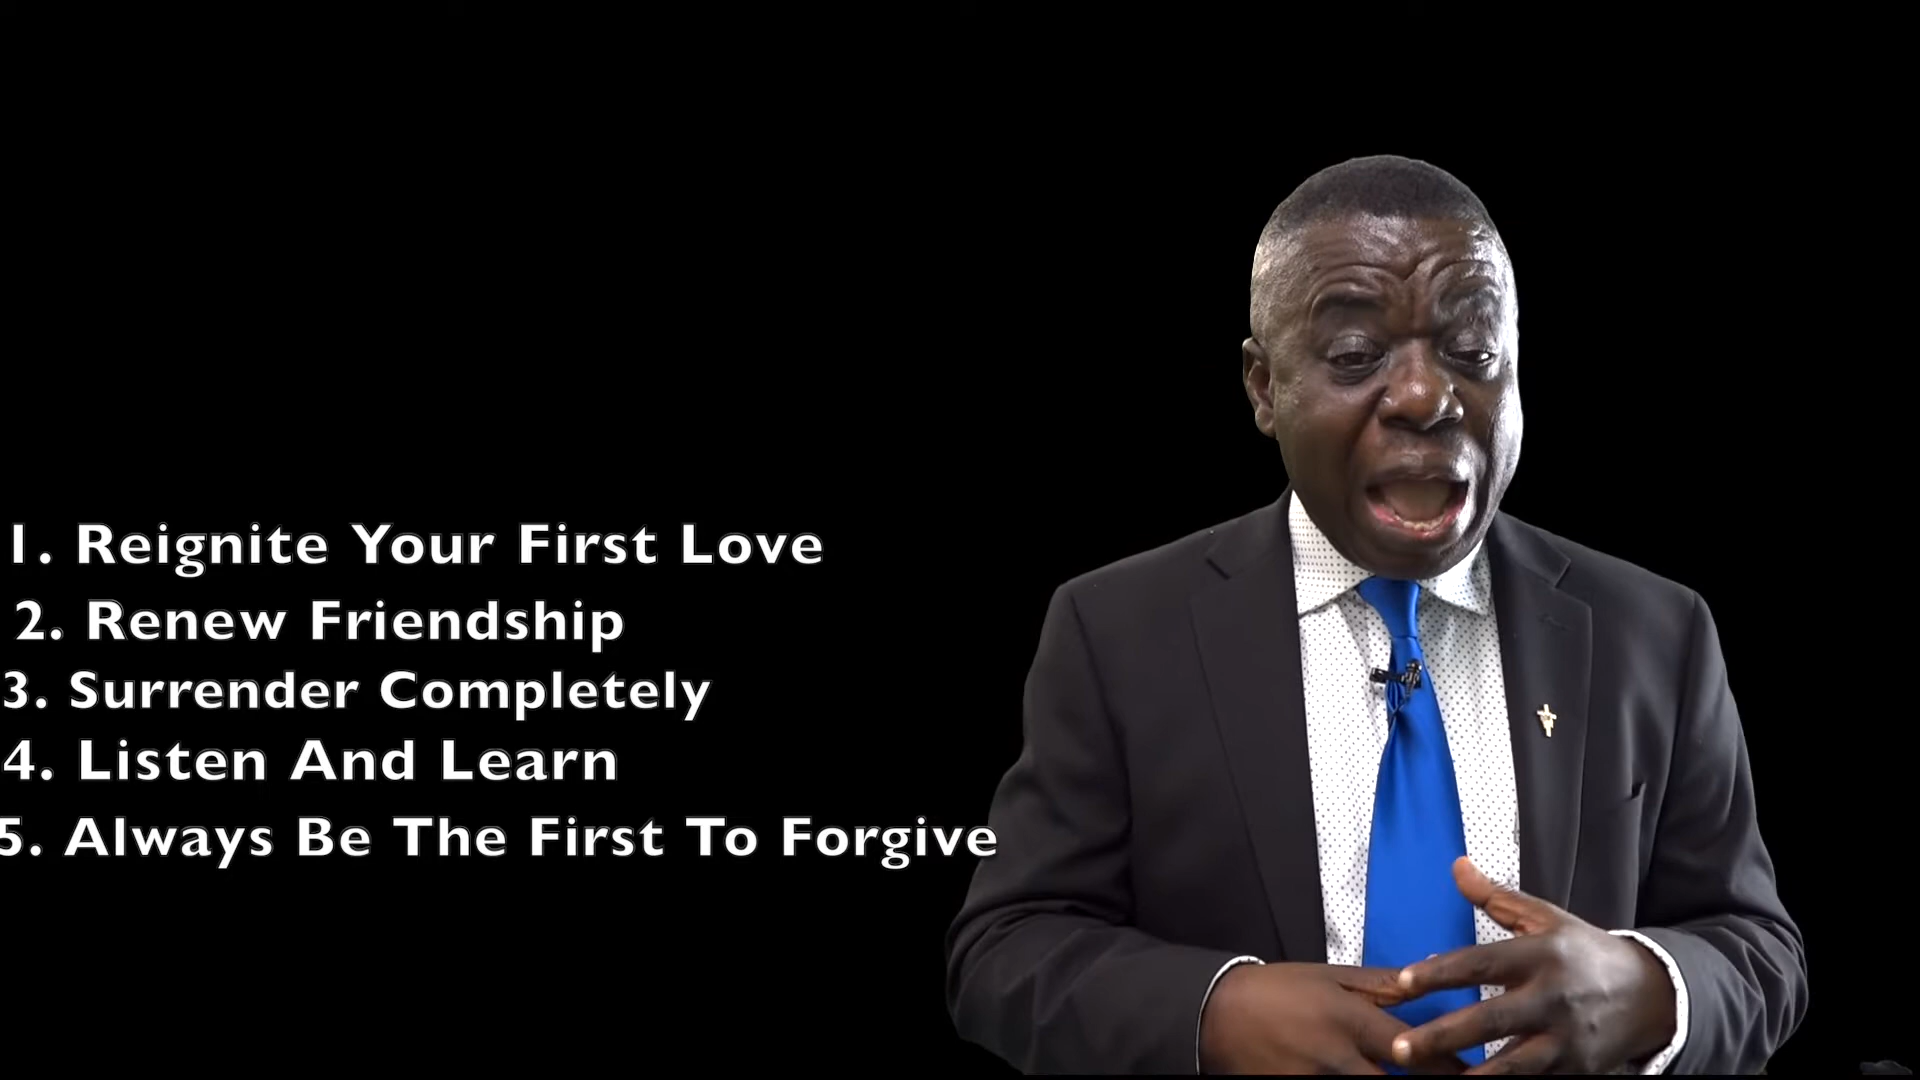 1. Reignite Your First Love
2. Renew Friendship
3. Surrender Completely
4. Listen And Learn
5. Always Be The First To Forgive